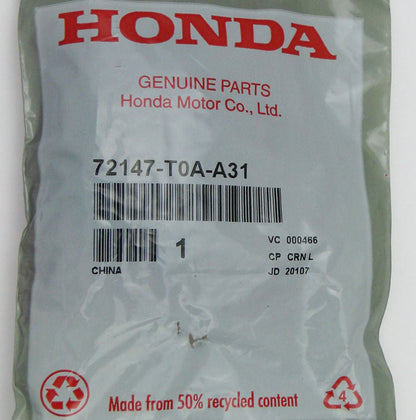 HONDA
GENUINE PARTS
Honda Motor Co., Ltd.
72147-T0A-A31
1
VC 000466
CP CRN L
CHINA
JD 20107
Made from 50% recycled content
4